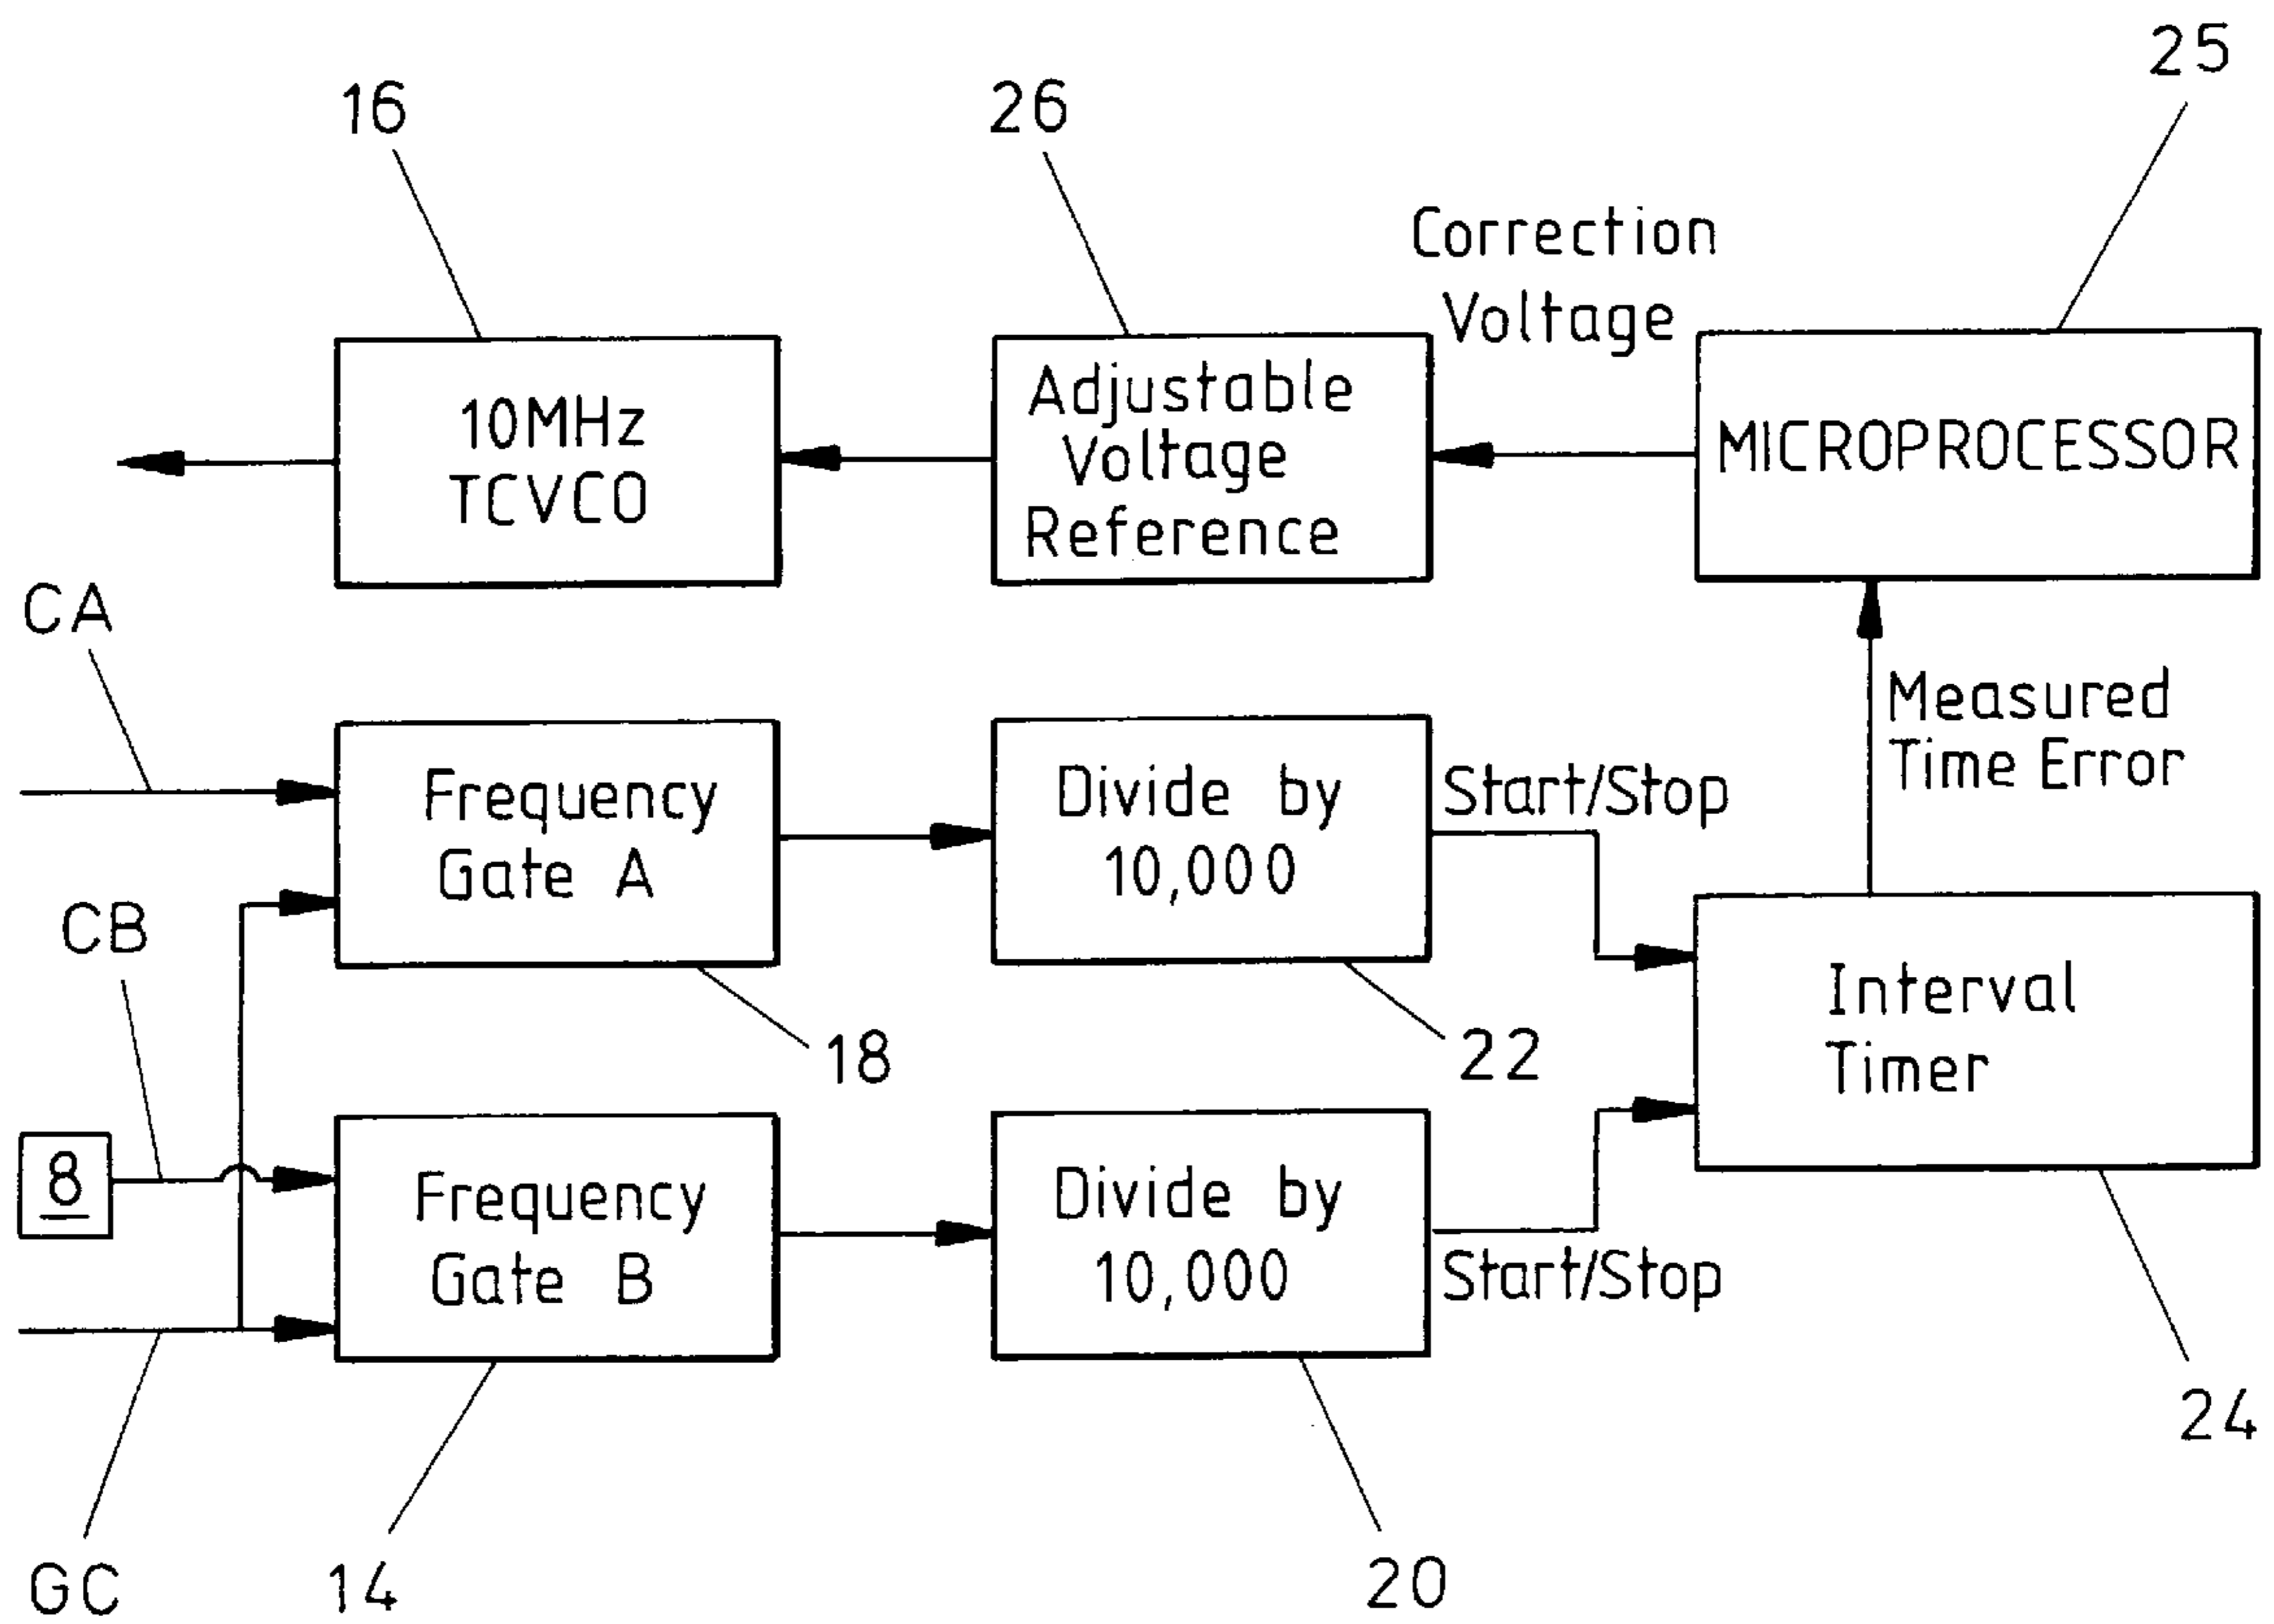 25
16
26
Correction
Voltage
10MHz
TCVCO
Adjustable
Voltage
Reference
MICROPROCESSOR
CA
Measured
Time Error
Frequency
Gate A
Divide by
10,000
Start/Stop
CB
18
22
Interval
Timer
8
Frequency
Gate B
Divide by
10,000
Start/Stop
24
GC
14
20